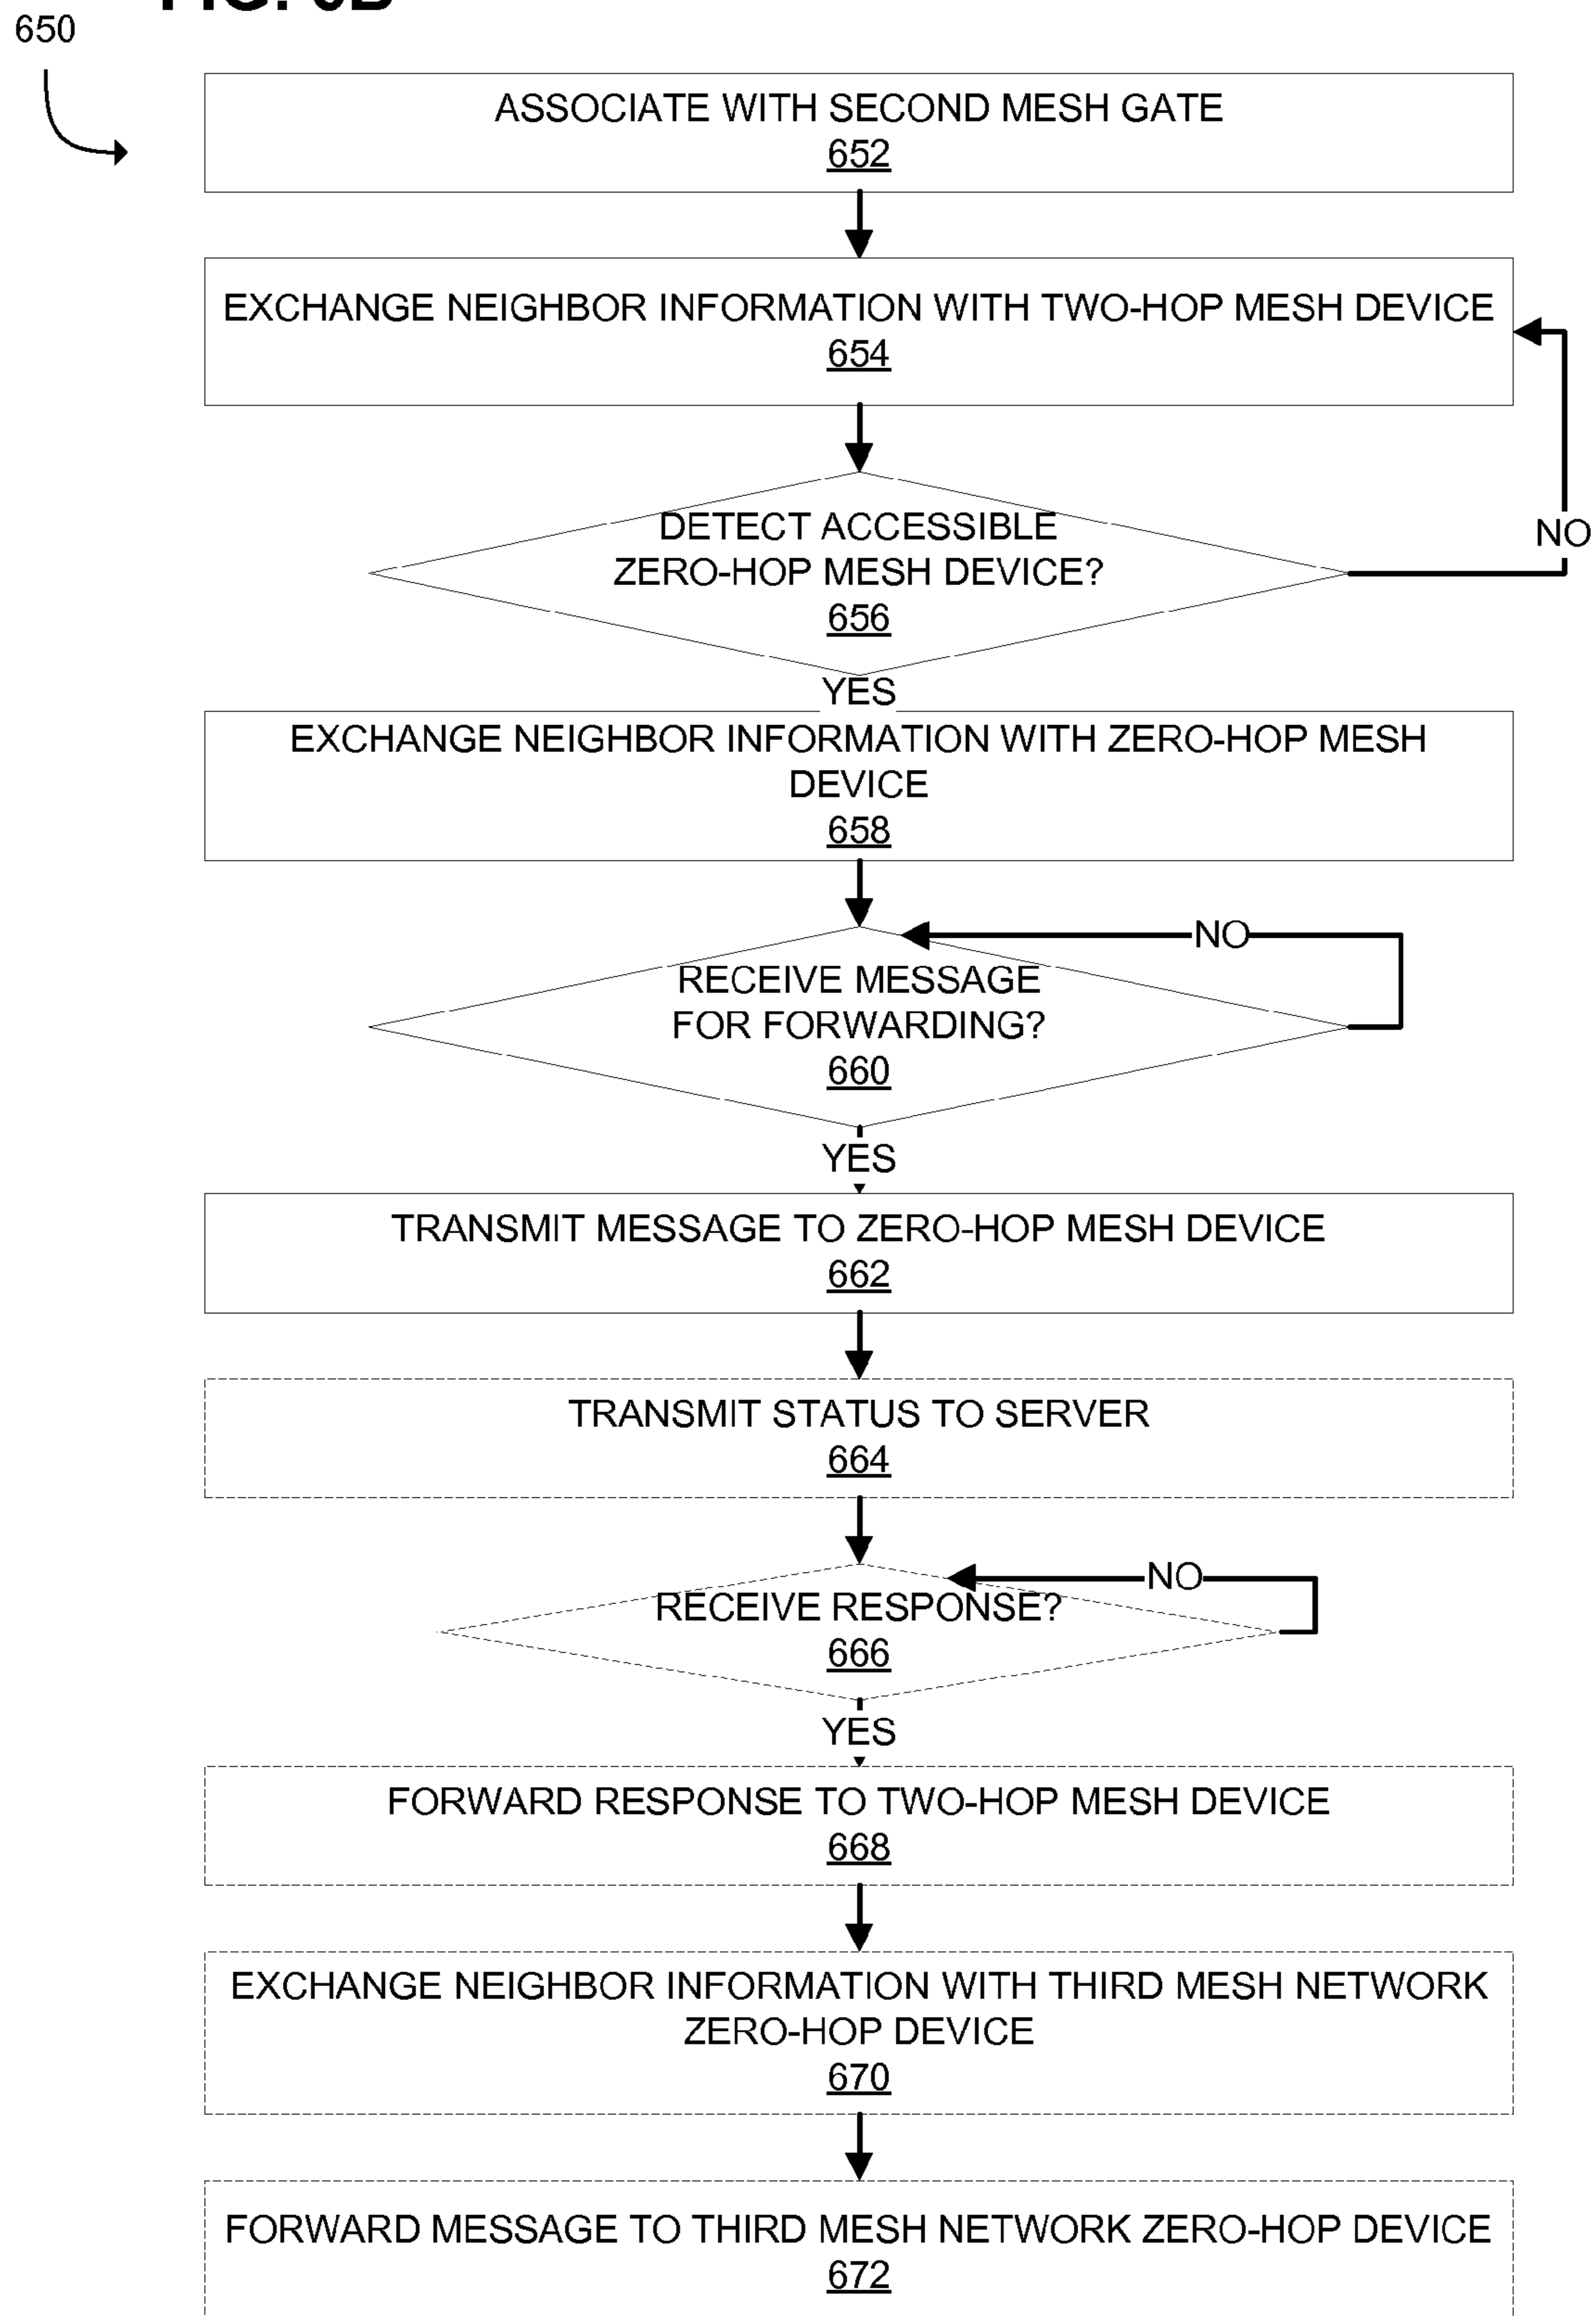 650
ASSOCIATE WITH SECOND MESH GATE
652
EXCHANGE NEIGHBOR INFORMATION WITH TWO-HOP MESH DEVICE
654
DETECT ACCESSIBLE
ZERO-HOP MESH DEVICE?
656
NO
YES
EXCHANGE NEIGHBOR INFORMATION WITH ZERO-HOP MESH
DEVICE
658
NO
RECEIVE MESSAGE
FOR FORWARDING?
660
YES
TRANSMIT MESSAGE TO ZERO-HOP MESH DEVICE
662
TRANSMIT STATUS TO SERVER
664
NO
RECEIVE RESPONSE?
666
YES
FORWARD RESPONSE TO TWO-HOP MESH DEVICE
668
EXCHANGE NEIGHBOR INFORMATION WITH THIRD MESH NETWORK
ZERO-HOP DEVICE
670
FORWARD MESSAGE TO THIRD MESH NETWORK ZERO-HOP DEVICE
672